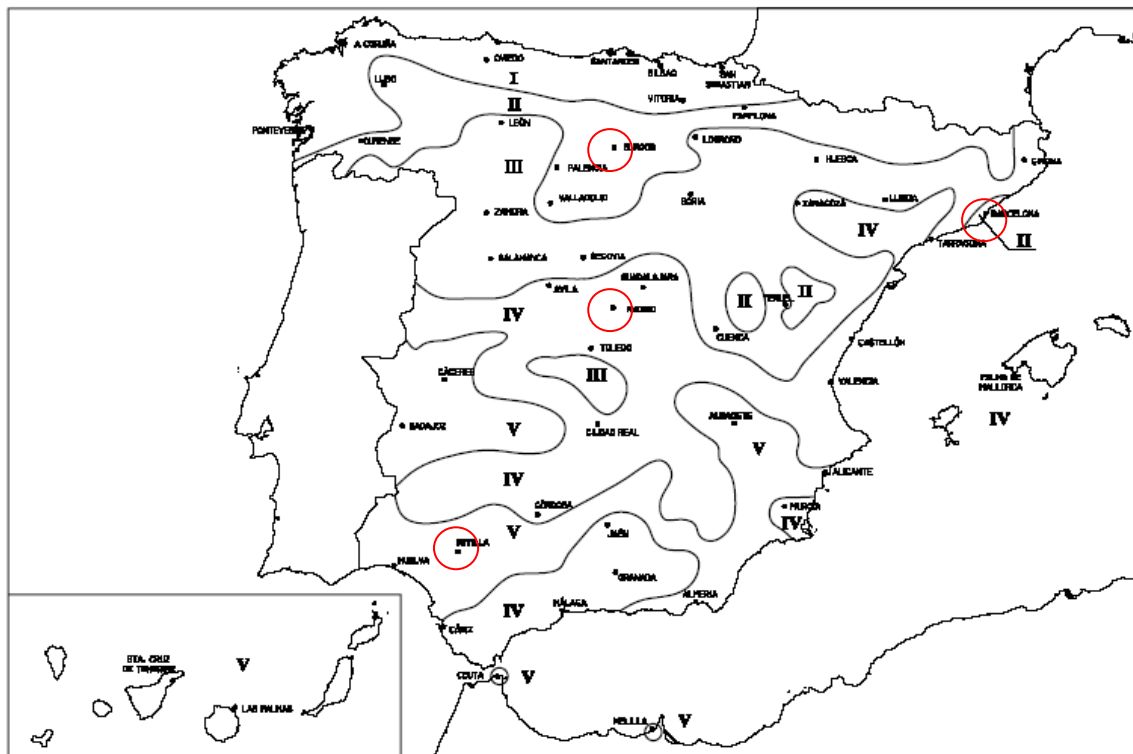 A CORUÑA
OVIEDO
SANTANDER
BILBAO
SAN
SEBASTIAN
LUGO
I
VITORIA
II
PAMPLONA
PONTEVEDRA
LEÓN
OURENSE
BURGOS
LOGROÑO
III
PALENCIA
HUESCA
GIRONA
VALLADOLID
SORIA
ZARAGOZA
LLEIDA
ZAMORA
BARCELONA
IV
TARRAGONA
II
SALAMANCA
SEGOVIA
GUADALAJARA
AVILA
II
TERUEL
II
IV
MADRID
CUENCA
CASTELLÓN
TOLEDO
III
CÁCERES
VALENCIA
PALMA DE
MALLORCA
IV
BADAJOZ
V
CIUDAD REAL
ALBACETE
V
IV
ALICANTE
CÓRDOBA
MURCIA
V
JAÉN
IV
SEVILLA
HUELVA
GRANADA
ALMERIA
IV
MÁLAGA
CÁDIZ
STA. CRUZ
DE TENERIFE
V
CEUTA
V
LAS PALMAS
MELILLA
V